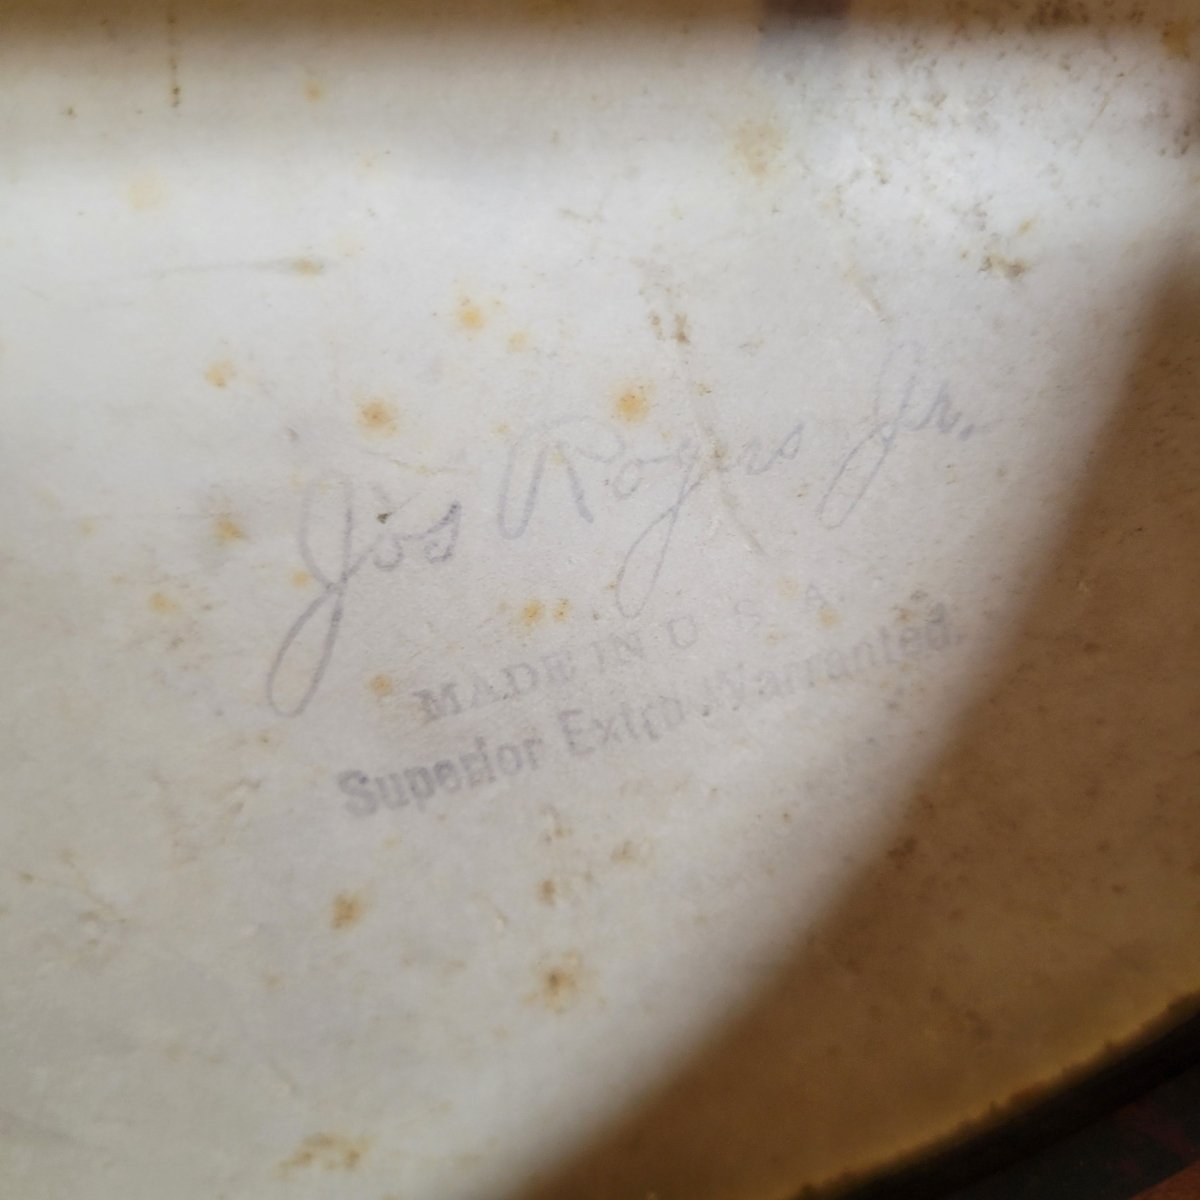 Jos Rogers Jr.
MADE IN U S A.
Superior Extra Warranted.